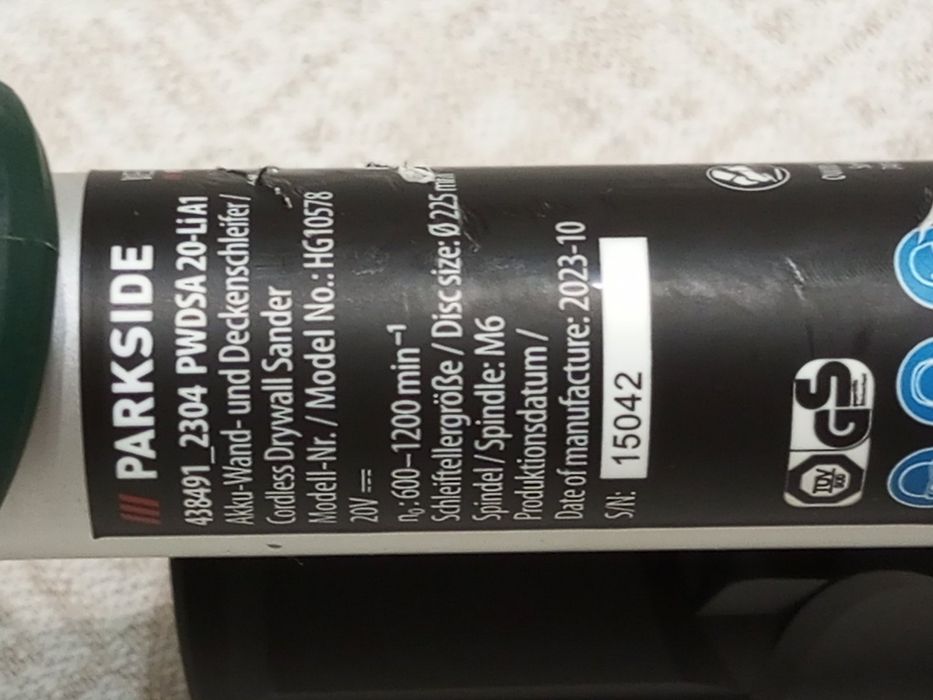 PARKSIDE
438491_2304 PWDSA 20-Li A1
Akku-Wand- und Deckenschleifer /
Cordless Drywall Sander
Modell-Nr. / Model No.: HG10578
20V ⎓
n₀: 600–1200 min⁻¹
Schleiftellergröße / Disc size: Ø 225 mm
Spindel / Spindle: M6
Produktionsdatum /
Date of manufacture: 2023-10
S/N: 15042
TÜV
GS